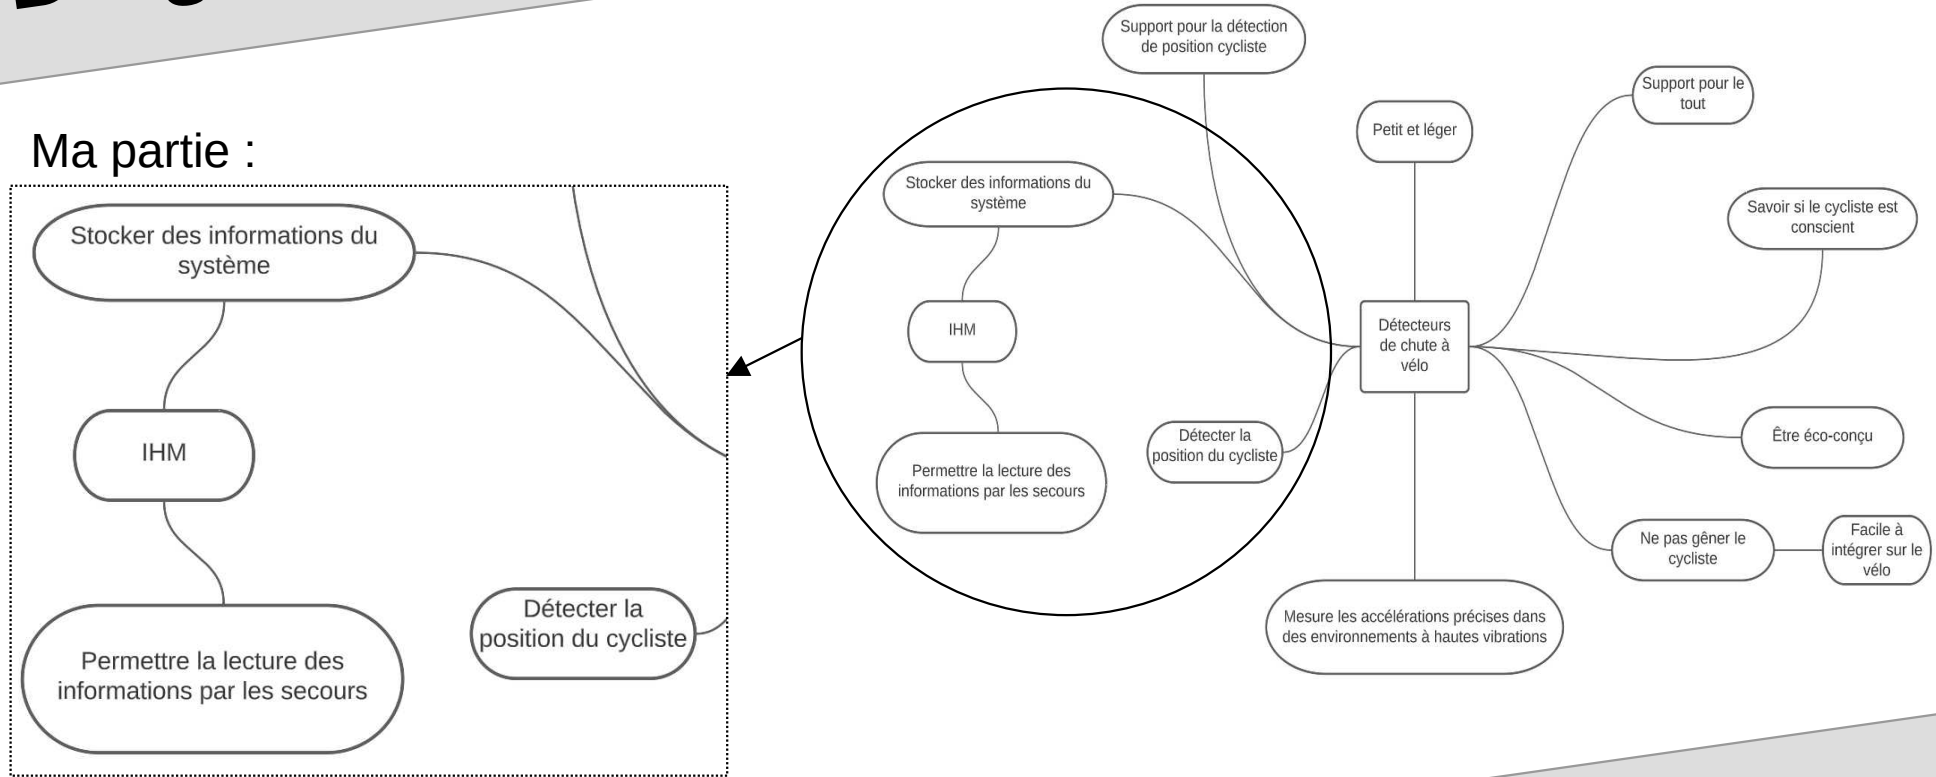 Ma partie :
Stocker des informations du
système
IHM
Permettre la lecture des
informations par les secours
Détecter la
position du cycliste
Support pour la détection
de position cycliste
Stocker des informations du
système
IHM
Permettre la lecture des
informations par les secours
Détecter la
position du cycliste
Petit et léger
Détecteurs
de chute à
vélo
Mesure les accélérations précises dans
des environnements à hautes vibrations
Support pour le
tout
Savoir si le cycliste est
conscient
Être éco-conçu
Ne pas gêner le
cycliste
Facile à
intégrer sur le
vélo